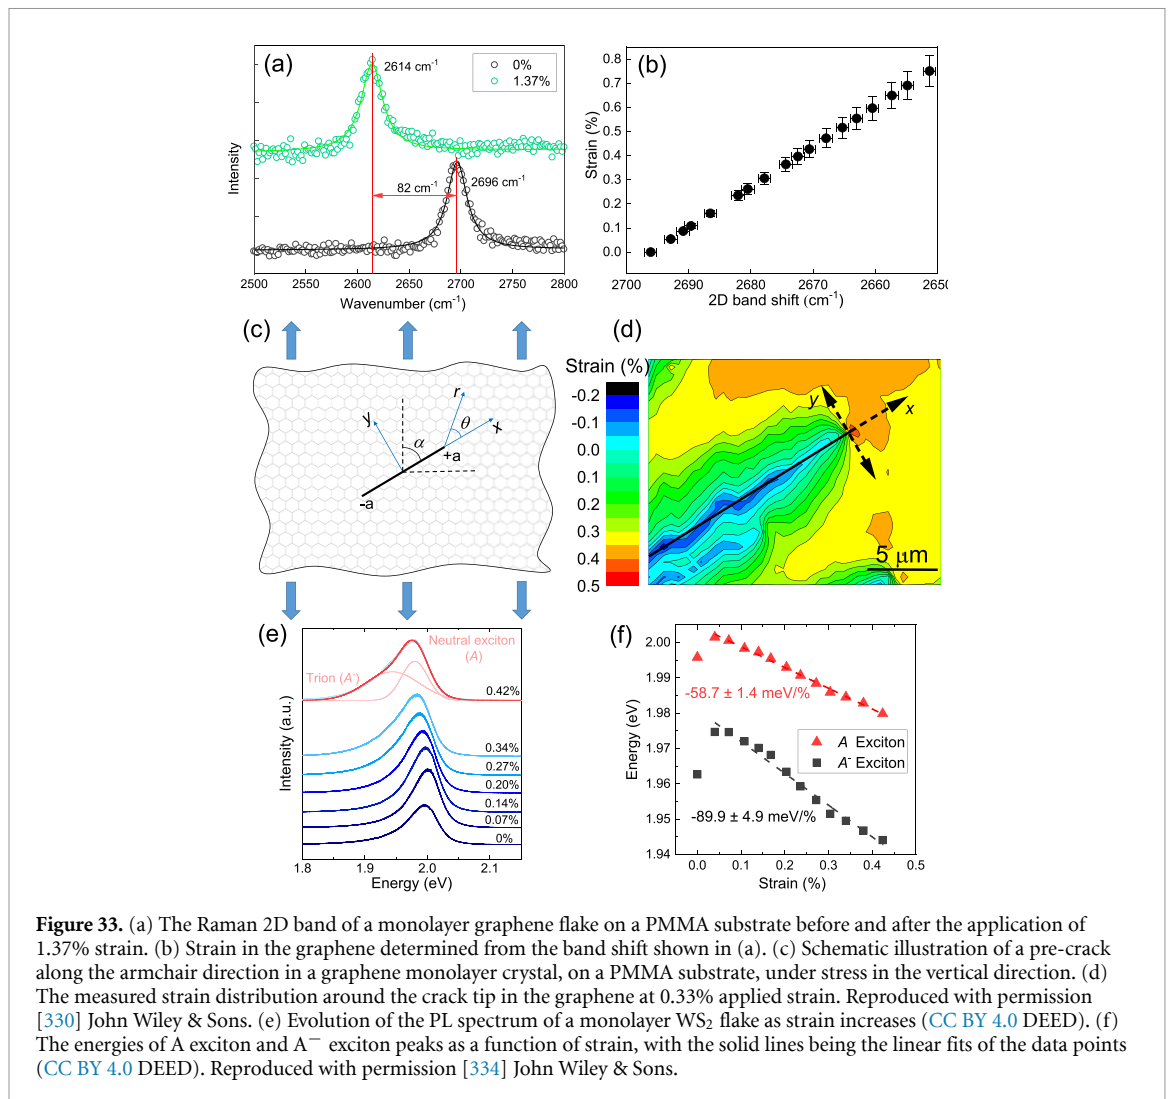 (a)
0%
1.37%
2614 cm⁻¹
82 cm⁻¹
2696 cm⁻¹
Intensity
2500 2550 2600 2650 2700 2750 2800
Wavenumber (cm⁻¹)
(b)
0.8
0.7
0.6
0.5
0.4
0.3
0.2
0.1
0.0
Strain (%)
2700 2690 2680 2670 2660 2650
2D band shift (cm⁻¹)
(c)
r
y
x
α
θ
+a
-a
(d)
Strain (%)
-0.2
-0.1
0.0
0.1
0.2
0.3
0.4
0.5
y
x
5 μm
(e)
Neutral exciton
(A)
Trion (A⁻)
0.42%
0.34%
0.27%
0.20%
0.14%
0.07%
0%
Intensity (a.u.)
1.8 1.9 2.0 2.1
Energy (eV)
(f)
2.00
1.99
1.98
1.97
1.96
1.95
1.94
Energy (eV)
-58.7 ± 1.4 meV/%
A Exciton
A⁻ Exciton
-89.9 ± 4.9 meV/%
0.0 0.1 0.2 0.3 0.4 0.5
Strain (%)
Figure 33. (a) The Raman 2D band of a monolayer graphene flake on a PMMA substrate before and after the application of
1.37% strain. (b) Strain in the graphene determined from the band shift shown in (a). (c) Schematic illustration of a pre-crack
along the armchair direction in a graphene monolayer crystal, on a PMMA substrate, under stress in the vertical direction. (d)
The measured strain distribution around the crack tip in the graphene at 0.33% applied strain. Reproduced with permission
[330] John Wiley & Sons. (e) Evolution of the PL spectrum of a monolayer WS₂ flake as strain increases (CC BY 4.0 DEED). (f)
The energies of A exciton and A⁻ exciton peaks as a function of strain, with the solid lines being the linear fits of the data points
(CC BY 4.0 DEED). Reproduced with permission [334] John Wiley & Sons.